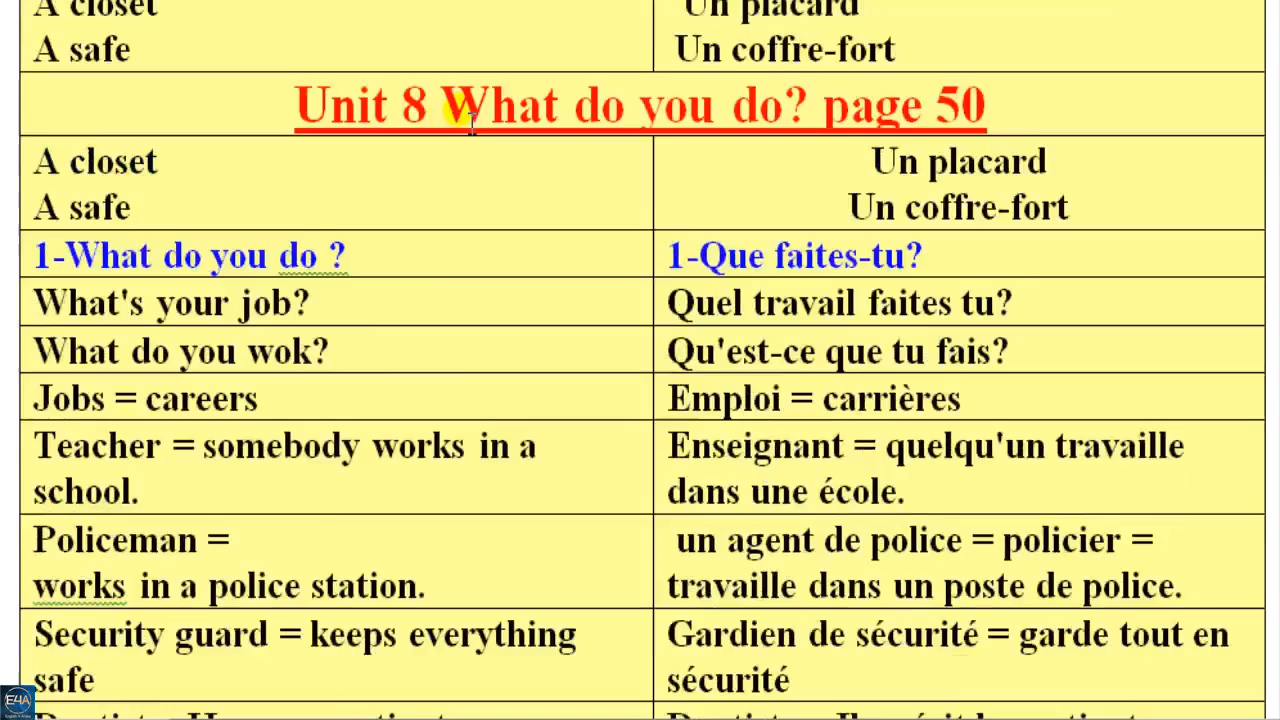 A closet
Un placard
A safe
Un coffre-fort
Unit 8 What do you do? page 50
A closet
Un placard
A safe
Un coffre-fort
1-What do you do ?
1-Que faites-tu?
What's your job?
Quel travail faites tu?
What do you wok?
Qu'est-ce que tu fais?
Jobs = careers
Emploi = carrières
Teacher = somebody works in a
school.
Enseignant = quelqu'un travaille
dans une école.
Policeman =
works in a police station.
un agent de police = policier =
travaille dans un poste de police.
Security guard = keeps everything
safe
Gardien de sécurité = garde tout en
sécurité
E4A